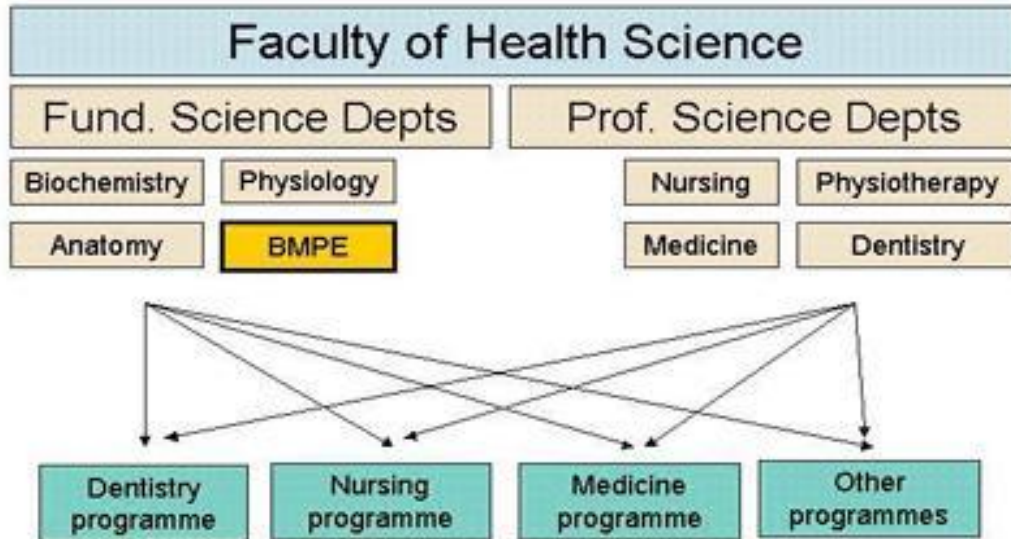 Faculty of Health Science
Fund. Science Depts
Prof. Science Depts
Biochemistry
Physiology
Nursing
Physiotherapy
Anatomy
BMPE
Medicine
Dentistry
Dentistry
programme
Nursing
programme
Medicine
programme
Other
programmes